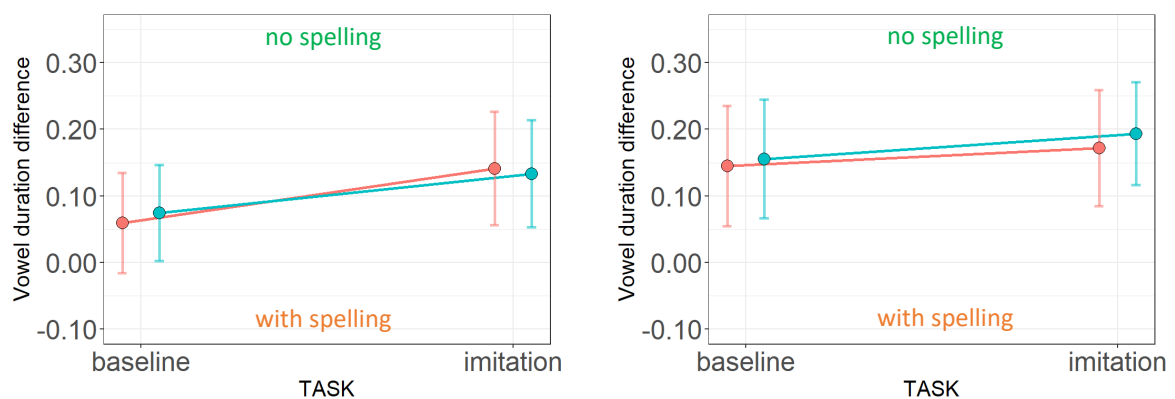 no spelling
0.30
0.20
0.10
0.00
-0.10
Vowel duration difference
with spelling
baseline
imitation
TASK
no spelling
0.30
0.20
0.10
0.00
-0.10
Vowel duration difference
with spelling
baseline
imitation
TASK